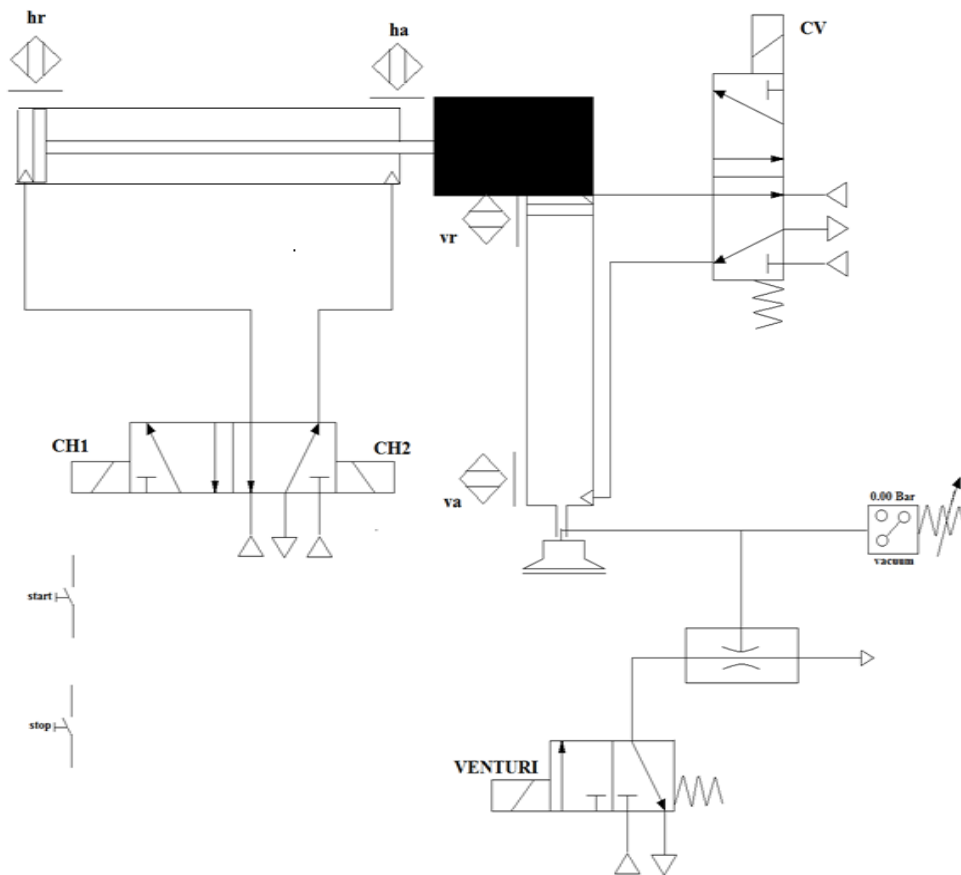 hr
ha
CV
vr
CH1
CH2
va
0.00 Bar
vacuum
start
stop
VENTURI